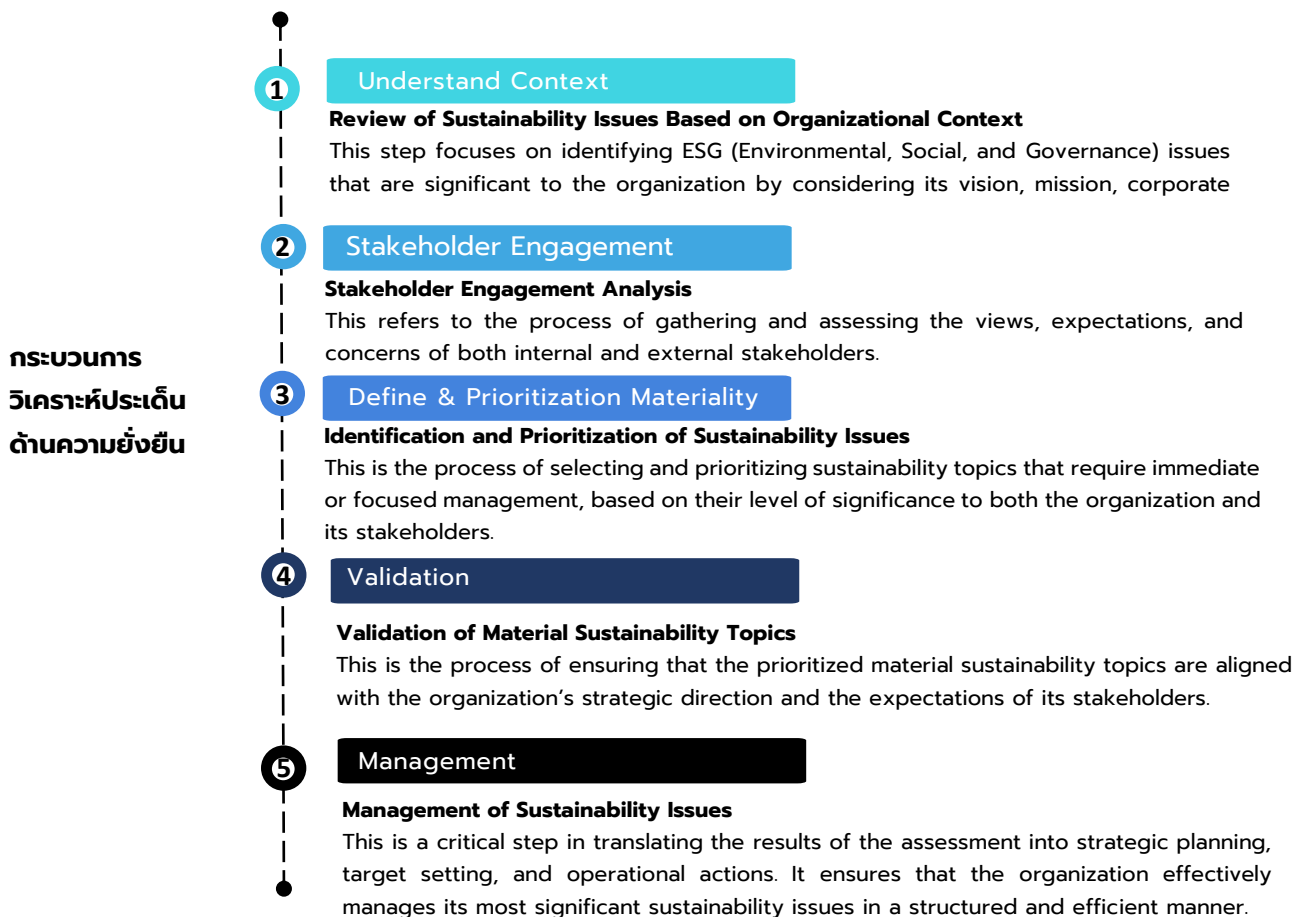 1
Understand Context
Review of Sustainability Issues Based on Organizational Context
This step focuses on identifying ESG (Environmental, Social, and Governance) issues
that are significant to the organization by considering its vision, mission, corporate
2
Stakeholder Engagement
Stakeholder Engagement Analysis
This refers to the process of gathering and assessing the views, expectations, and
concerns of both internal and external stakeholders.
กระบวนการ
วิเคราะห์ประเด็น
ด้านความยั่งยืน
3
Define & Prioritization Materiality
Identification and Prioritization of Sustainability Issues
This is the process of selecting and prioritizing sustainability topics that require immediate
or focused management, based on their level of significance to both the organization and
its stakeholders.
4
Validation
Validation of Material Sustainability Topics
This is the process of ensuring that the prioritized material sustainability topics are aligned
with the organization's strategic direction and the expectations of its stakeholders.
5
Management
Management of Sustainability Issues
This is a critical step in translating the results of the assessment into strategic planning,
target setting, and operational actions. It ensures that the organization effectively
manages its most significant sustainability issues in a structured and efficient manner.